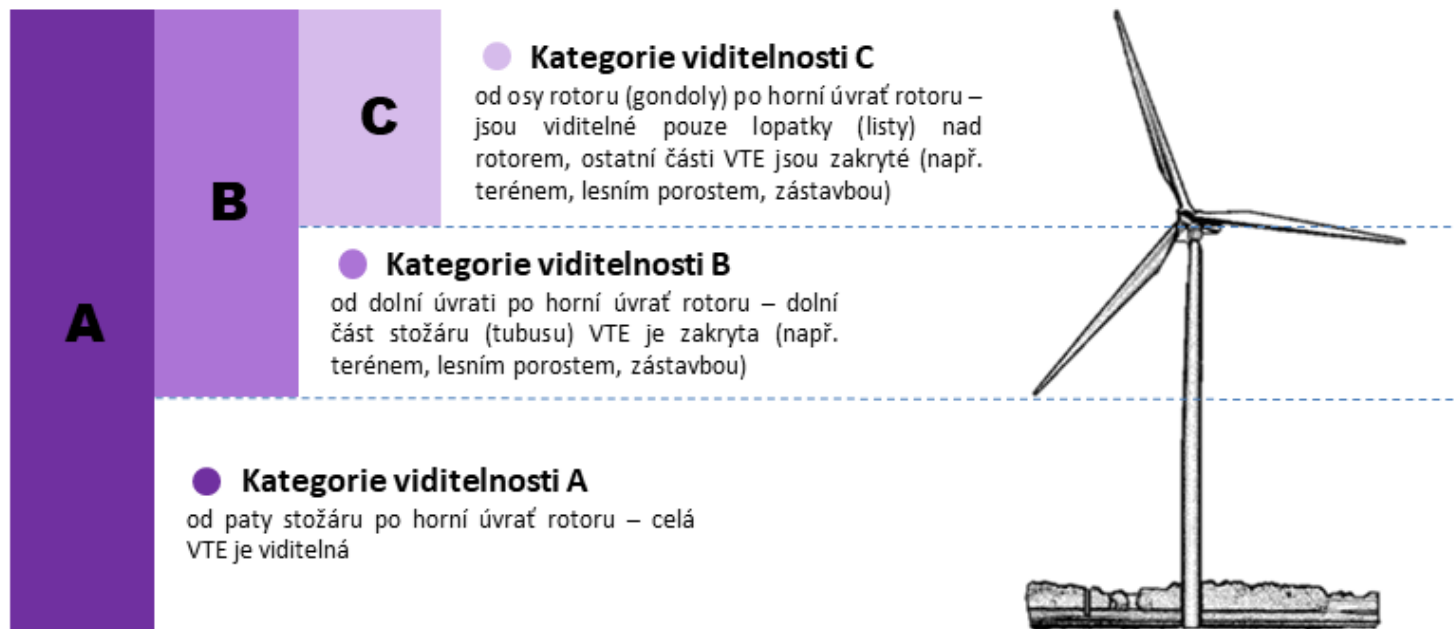 C
Kategorie viditelnosti C
od osy rotoru (gondoly) po horní úvrať rotoru –
jsou viditelné pouze lopatky (listy) nad
rotorem, ostatní části VTE jsou zakryté (např.
terénem, lesním porostem, zástavbou)
B
Kategorie viditelnosti B
od dolní úvrati po horní úvrať rotoru – dolní
část stožáru (tubusu) VTE je zakryta (např.
terénem, lesním porostem, zástavbou)
A
Kategorie viditelnosti A
od paty stožáru po horní úvrať rotoru – celá
VTE je viditelná